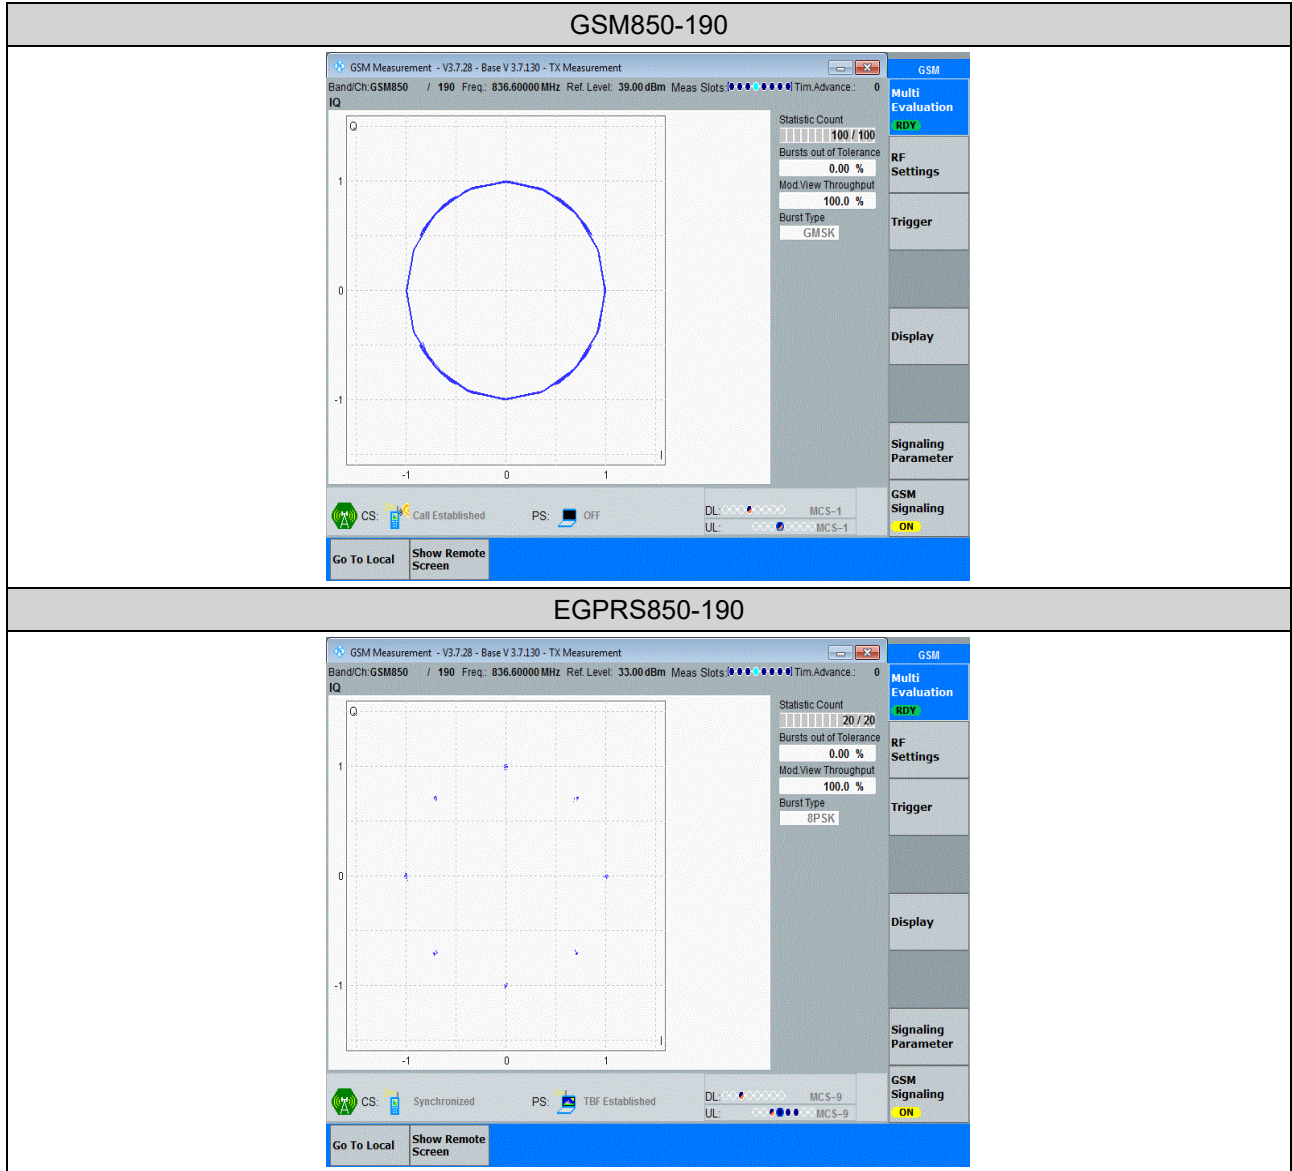 GSM850-190
GSM Measurement - V3.7.28 - Base V 3.7.130 - TX Measurement
GSM
Band/Ch:GSM850 / 190 Freq.: 836.60000 MHz Ref. Level: 39.00 dBm Meas Slots: Tim.Advance.: 0
IQ
Multi
Evaluation
RDY
Q
Statistic Count
100 / 100
Bursts out of Tolerance
0.00 %
Mod.View Throughput
100.0 %
Burst Type
GMSK
RF
Settings
Trigger
1
0
-1
I
-1 0 1
Display
Signaling
Parameter
GSM
Signaling
ON
CS: Call Established PS: OFF
DL: MCS-1
UL: MCS-1
Go To Local
Show Remote
Screen
EGPRS850-190
GSM Measurement - V3.7.28 - Base V 3.7.130 - TX Measurement
GSM
Band/Ch:GSM850 / 190 Freq.: 836.60000 MHz Ref. Level: 33.00 dBm Meas Slots: Tim.Advance.: 0
IQ
Multi
Evaluation
RDY
Q
Statistic Count
20 / 20
Bursts out of Tolerance
0.00 %
Mod.View Throughput
100.0 %
Burst Type
8PSK
RF
Settings
Trigger
1
0
-1
I
-1 0 1
Display
Signaling
Parameter
GSM
Signaling
ON
CS: Synchronized PS: TBF Established
DL: MCS-9
UL: MCS-9
Go To Local
Show Remote
Screen